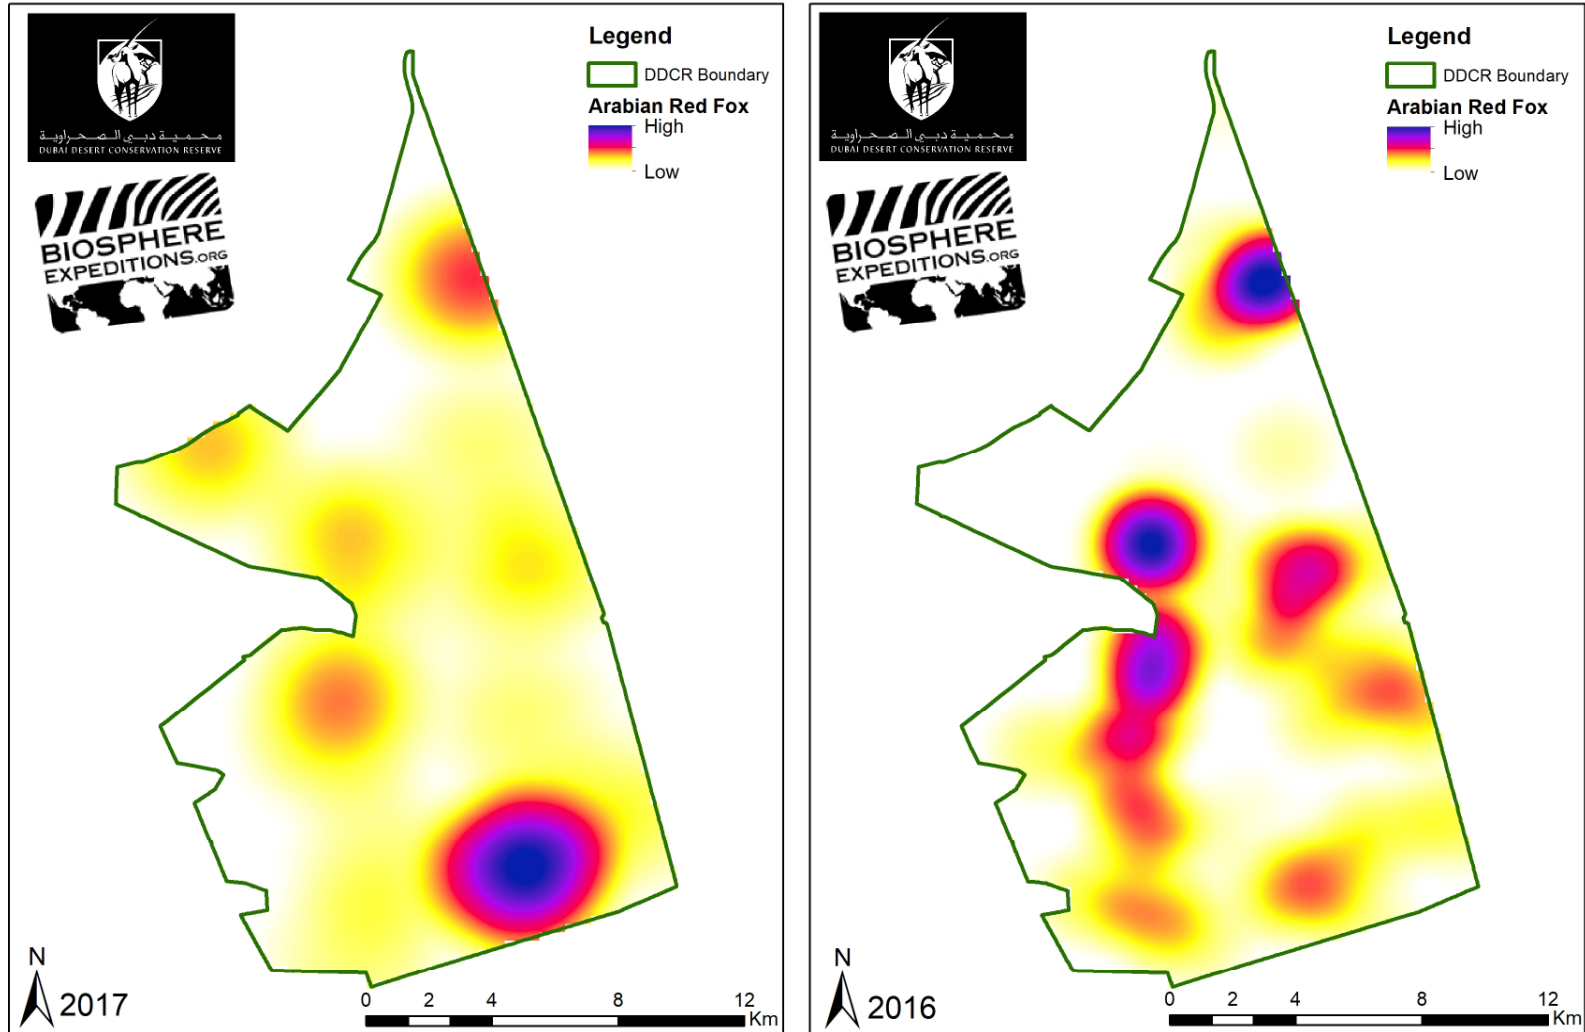 محمية دبي الصحراوية
DUBAI DESERT CONSERVATION RESERVE
BIOSPHERE
EXPEDITIONS.ORG
Legend
DDCR Boundary
Arabian Red Fox
High
Low
N
2017
0 2 4 8 12
Km
محمية دبي الصحراوية
DUBAI DESERT CONSERVATION RESERVE
BIOSPHERE
EXPEDITIONS.ORG
Legend
DDCR Boundary
Arabian Red Fox
High
Low
N
2016
0 2 4 8 12
Km